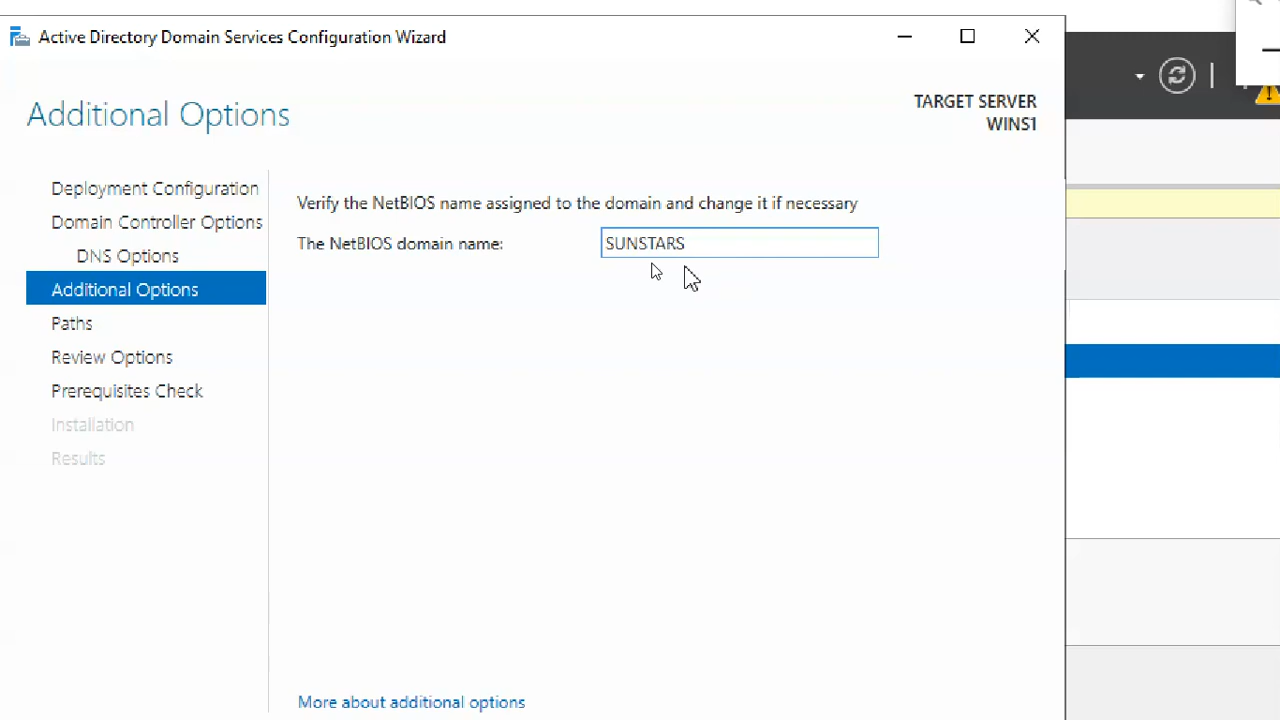 Active Directory Domain Services Configuration Wizard
Additional Options
TARGET SERVER
WINS1
Deployment Configuration
Domain Controller Options
DNS Options
Additional Options
Paths
Review Options
Prerequisites Check
Installation
Results
Verify the NetBIOS name assigned to the domain and change it if necessary
The NetBIOS domain name: SUNSTARS
More about additional options